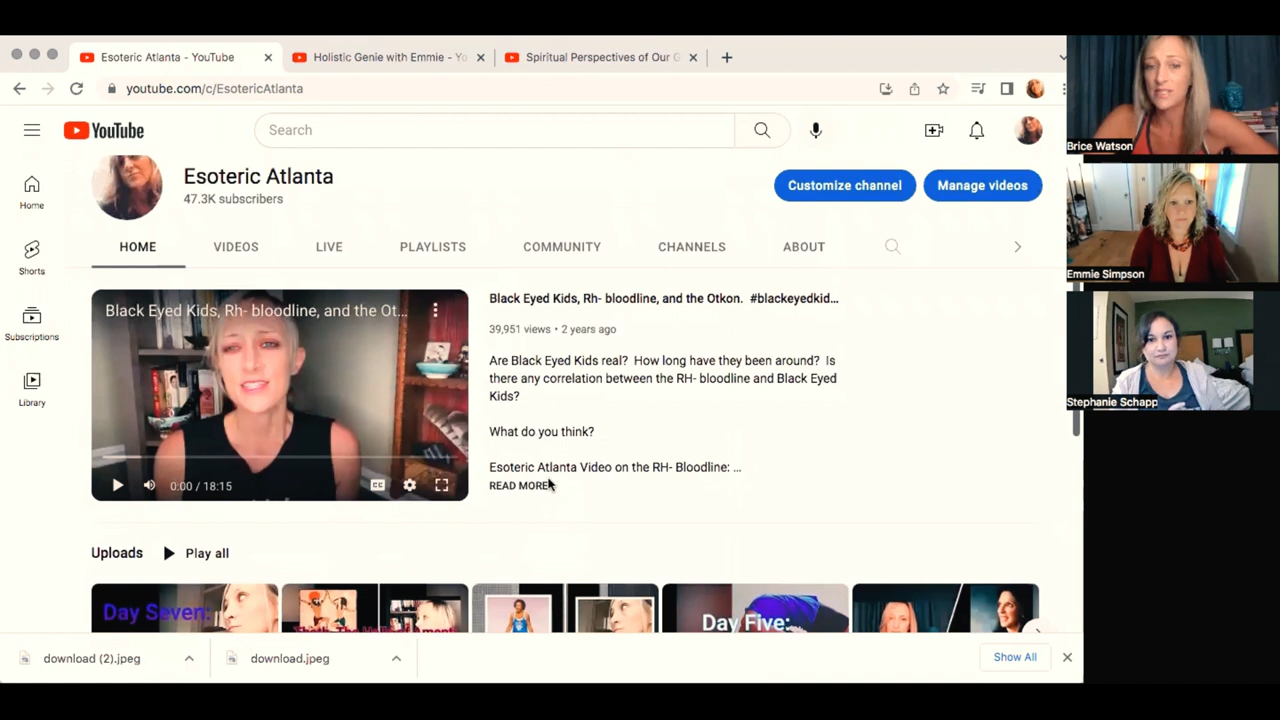 Esoteric Atlanta - YouTube
Holistic Genie with Emmie - Yo
Spiritual Perspectives of Our G
youtube.com/c/EsotericAtlanta
YouTube
Search
Home
Shorts
Subscriptions
Library
Esoteric Atlanta
47.3K subscribers
Customize channel
Manage videos
HOME
VIDEOS
LIVE
PLAYLISTS
COMMUNITY
CHANNELS
ABOUT
Black Eyed Kids, Rh- bloodline, and the Ot...
0:00 / 18:15
CC
Black Eyed Kids, Rh- bloodline, and the Otkon. #blackeyedkid...
39,951 views • 2 years ago
Are Black Eyed Kids real? How long have they been around? Is
there any correlation between the RH- bloodline and Black Eyed
Kids?
What do you think?
Esoteric Atlanta Video on the RH- Bloodline: ...
READ MORE
Uploads
Play all
Day Seven:
Day Five:
download (2).jpeg
download.jpeg
Show All
Brice Watson
Emmie Simpson
Stephanie Schapp